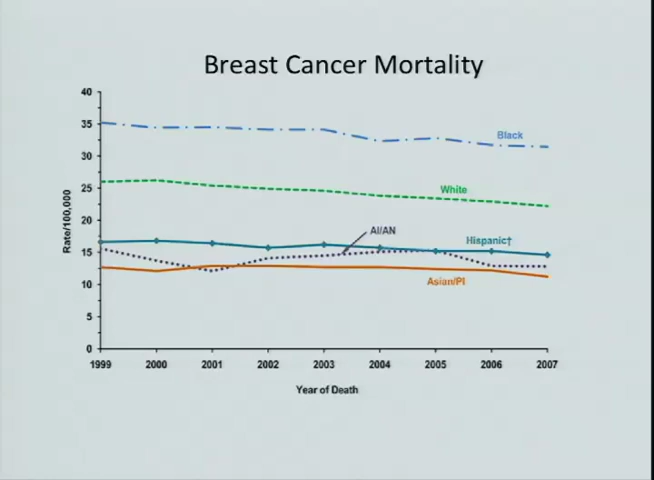 Breast Cancer Mortality
40
35
30
25
20
15
10
5
0
Rate/100,000
Black
White
AI/AN
Hispanic†
Asian/PI
1999 2000 2001 2002 2003 2004 2005 2006 2007
Year of Death